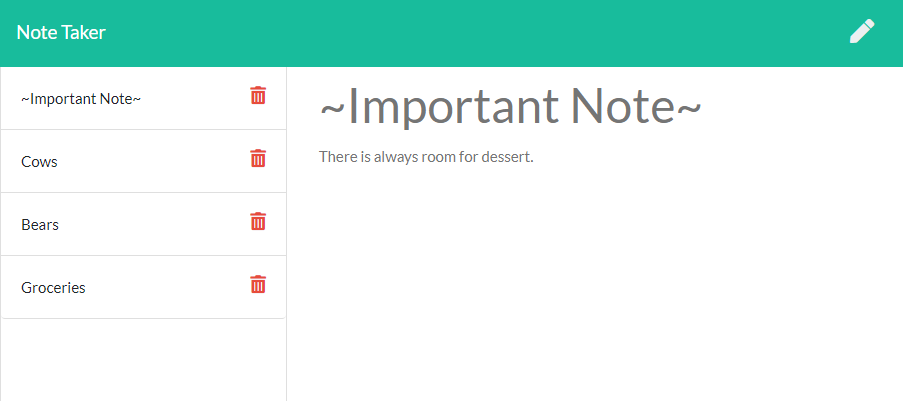 Note Taker
~Important Note~
Cows
Bears
Groceries
~Important Note~
There is always room for dessert.